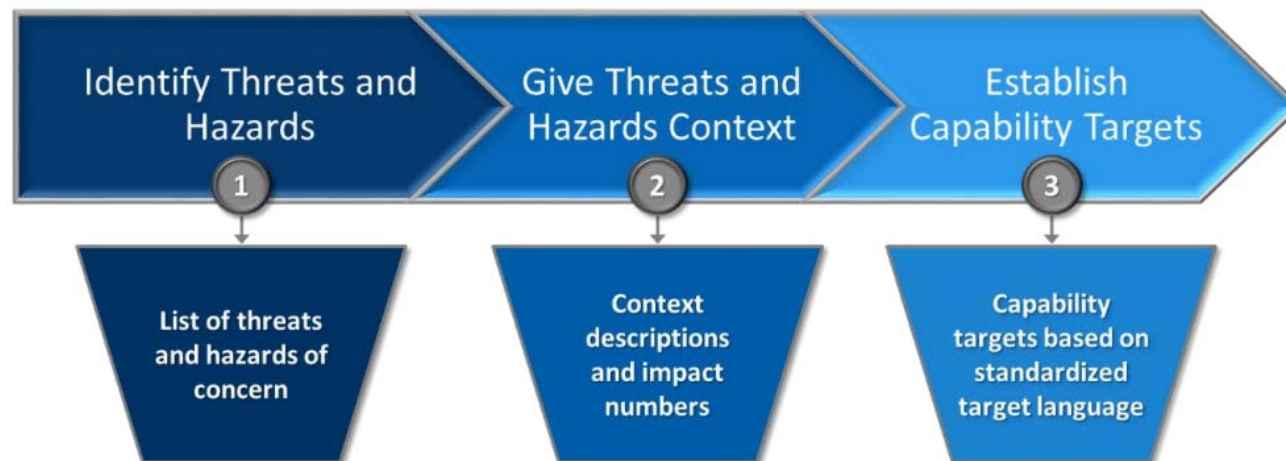 Identify Threats and
Hazards
1
Give Threats and
Hazards Context
2
Establish
Capability Targets
3
List of threats
and hazards of
concern
Context
descriptions
and impact
numbers
Capability
targets based on
standardized
target language